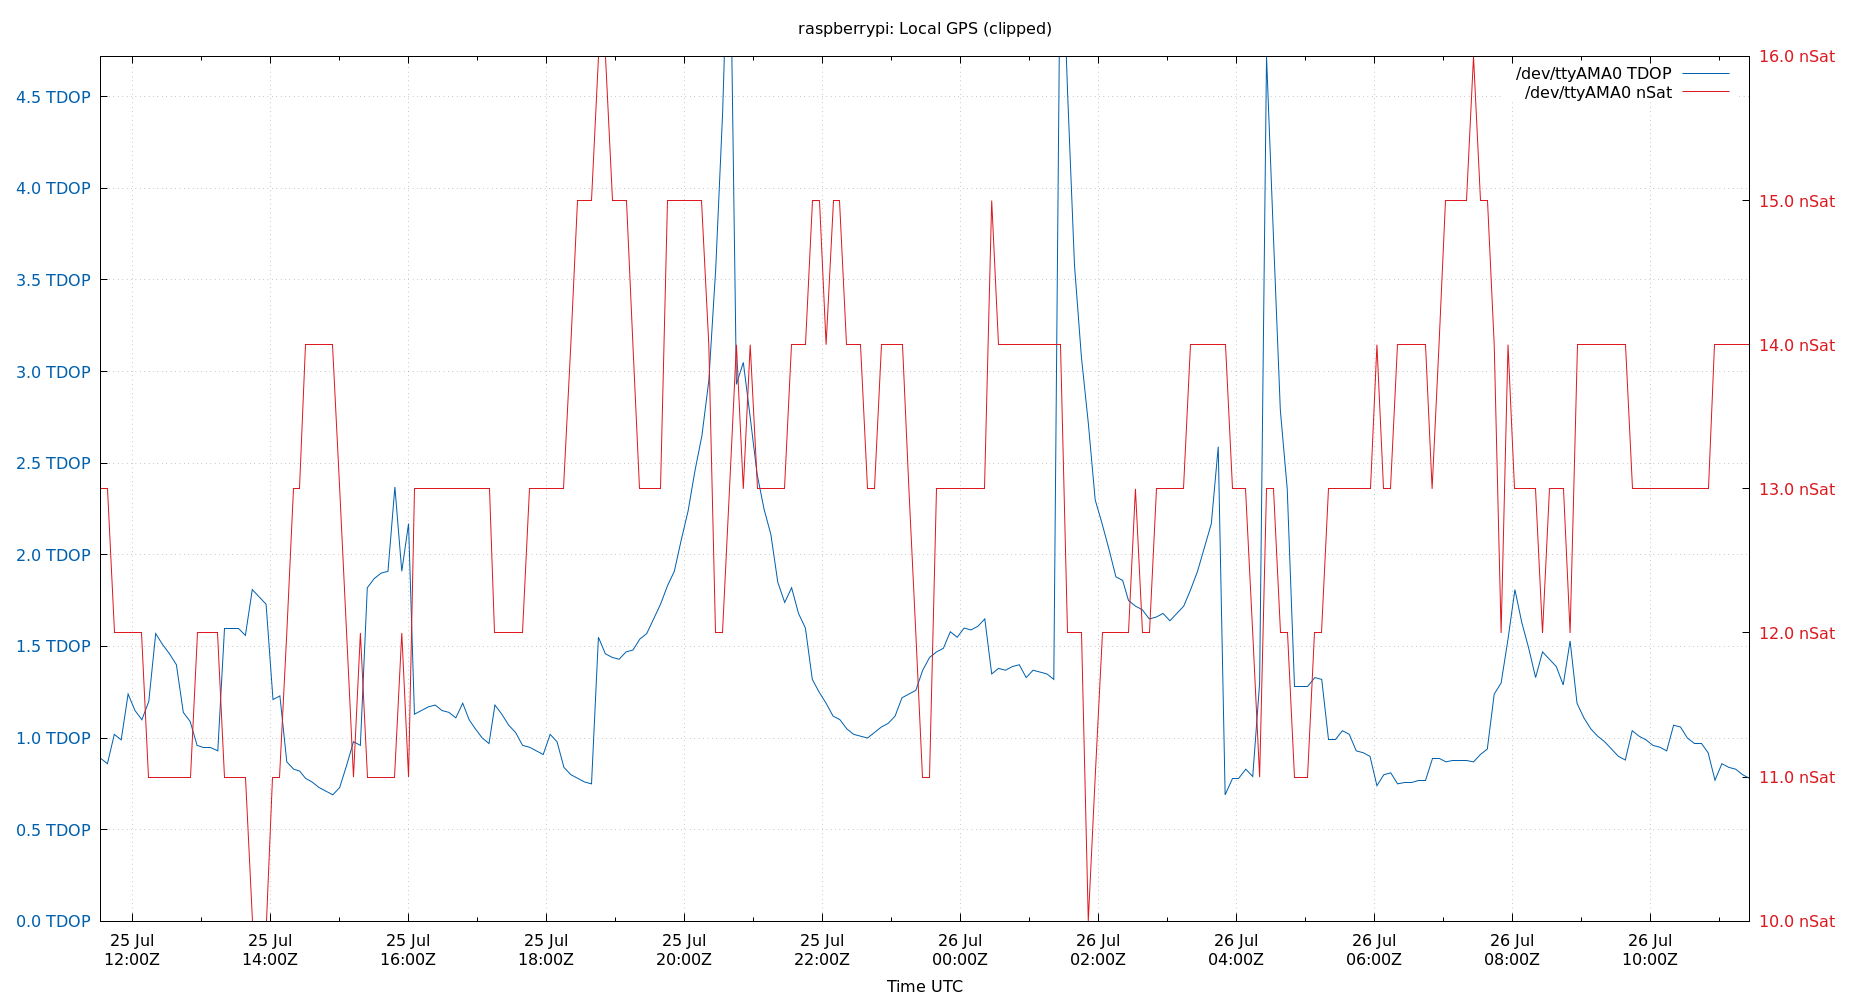 raspberrypi: Local GPS (clipped)
/dev/ttyAMA0 TDOP
/dev/ttyAMA0 nSat
4.5 TDOP
4.0 TDOP
3.5 TDOP
3.0 TDOP
2.5 TDOP
2.0 TDOP
1.5 TDOP
1.0 TDOP
0.5 TDOP
0.0 TDOP
16.0 nSat
15.0 nSat
14.0 nSat
13.0 nSat
12.0 nSat
11.0 nSat
10.0 nSat
25 Jul 25 Jul 25 Jul 25 Jul 25 Jul 25 Jul 26 Jul 26 Jul 26 Jul 26 Jul 26 Jul 26 Jul
12:00Z 14:00Z 16:00Z 18:00Z 20:00Z 22:00Z 00:00Z 02:00Z 04:00Z 06:00Z 08:00Z 10:00Z
Time UTC